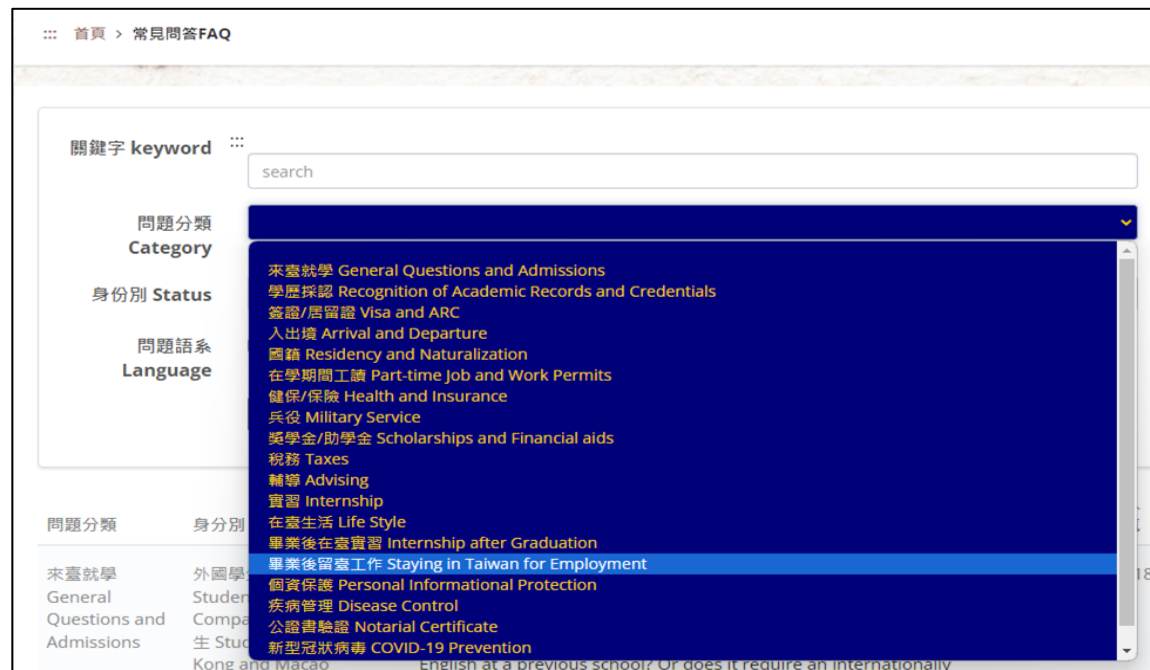 ::: 首頁 > 常見問答FAQ
關鍵字 keyword :::
search
問題分類
Category
身份別 Status
問題語系
Language
來臺就學 General Questions and Admissions
學歷採認 Recognition of Academic Records and Credentials
簽證/居留證 Visa and ARC
入出境 Arrival and Departure
國籍 Residency and Naturalization
在學期間工讀 Part-time Job and Work Permits
健保/保險 Health and Insurance
兵役 Military Service
獎學金/助學金 Scholarships and Financial aids
稅務 Taxes
輔導 Advising
實習 Internship
在臺生活 Life Style
畢業後在臺實習 Internship after Graduation
畢業後留臺工作 Staying in Taiwan for Employment
個資保護 Personal Informational Protection
疾病管理 Disease Control
公證書驗證 Notarial Certificate
新型冠狀病毒 COVID-19 Prevention
問題分類 身分別
來臺就學 外國學
General Studen
Questions and Compa
Admissions 生 Stud
Kong and Macao English at a previous school? Or does it require an internationally
18